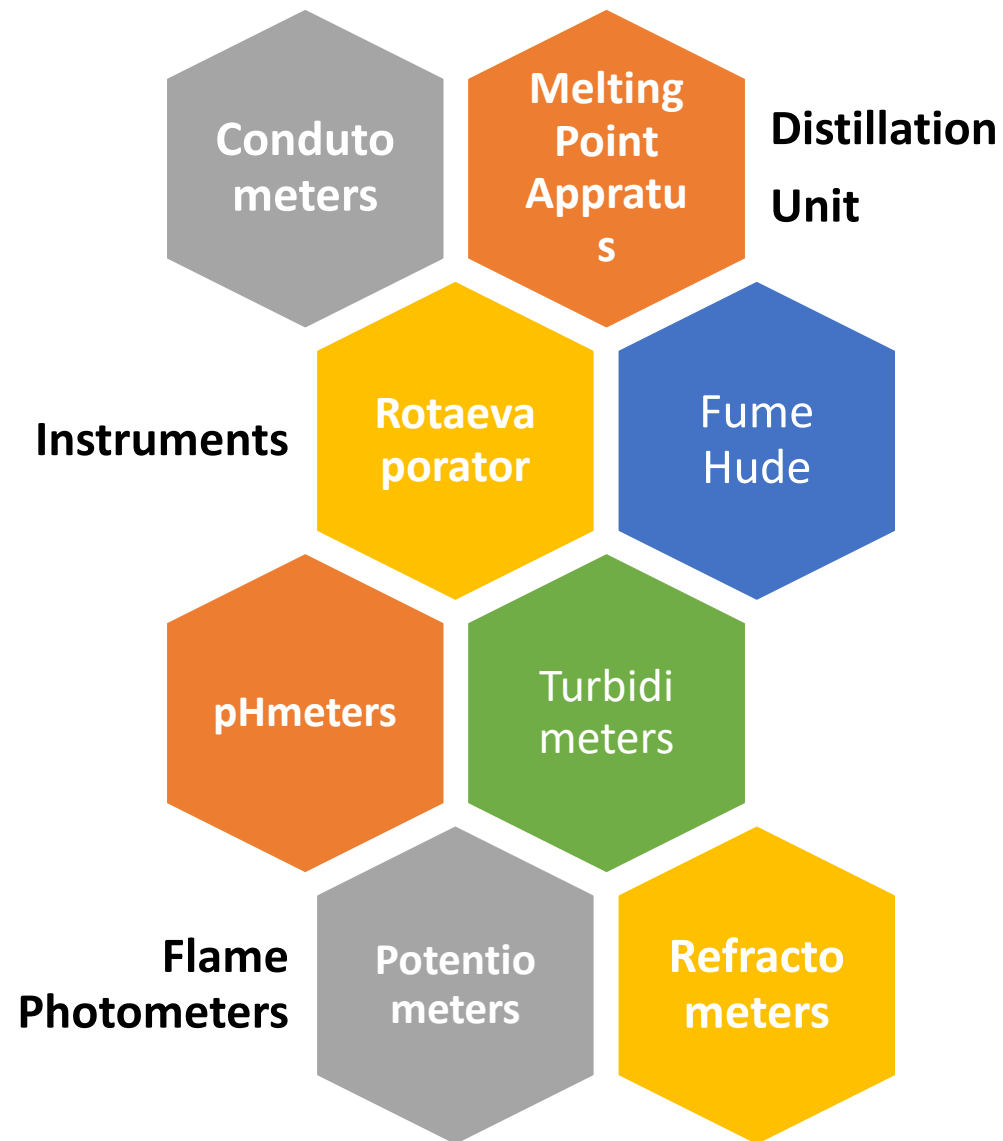 Conduto
meters
Melting
Point
Appratu
s
Distillation
Unit
Instruments
Rotaeva
porator
Fume
Hude
pHmeters
Turbidi
meters
Flame
Photometers
Potentio
meters
Refracto
meters